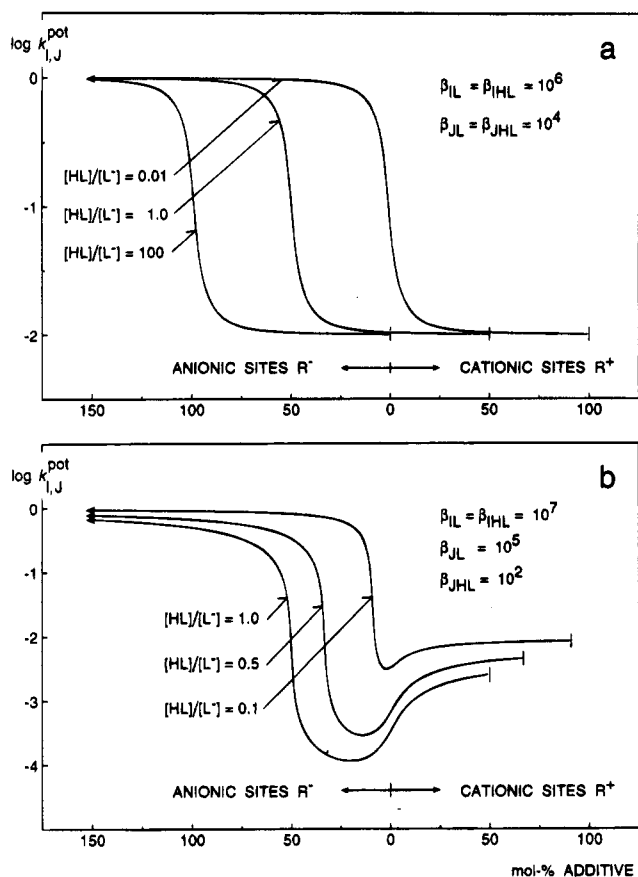 a
log k^pot_I,J
β_IL = β_IHL = 10^6
β_JL = β_JHL = 10^4
0
-1
-2
[HL]/[L⁻] = 0.01
[HL]/[L⁻] = 1.0
[HL]/[L⁻] = 100
ANIONIC SITES R⁻
CATIONIC SITES R⁺
150 100 50 0 50 100
b
log k^pot_I,J
β_IL = β_IHL = 10^7
β_JL = 10^5
β_JHL = 10^2
0
-1
-2
-3
-4
[HL]/[L⁻] = 1.0
[HL]/[L⁻] = 0.5
[HL]/[L⁻] = 0.1
ANIONIC SITES R⁻
CATIONIC SITES R⁺
150 100 50 0 50 100
mol-% ADDITIVE